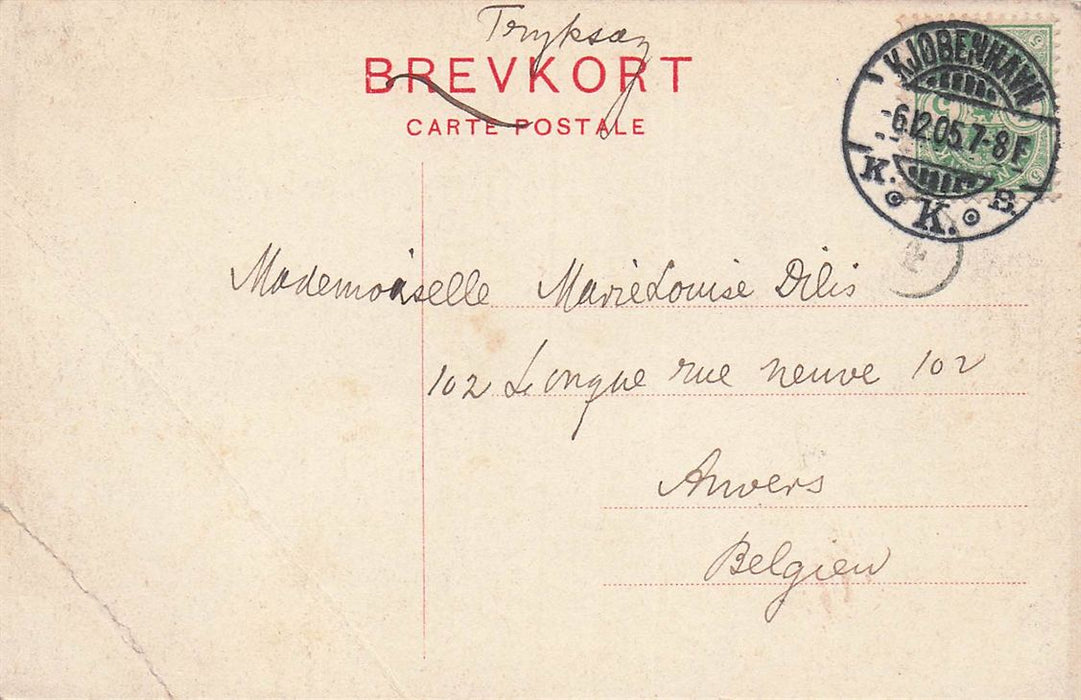 Tryksag
BREVKORT
CARTE POSTALE
KJØBENHAVN
-6.12.05.7-8 F
K. K. B.
Mademoiselle Marie Louise Dilis
102 Longue rue neuve 102
Anvers
Belgien